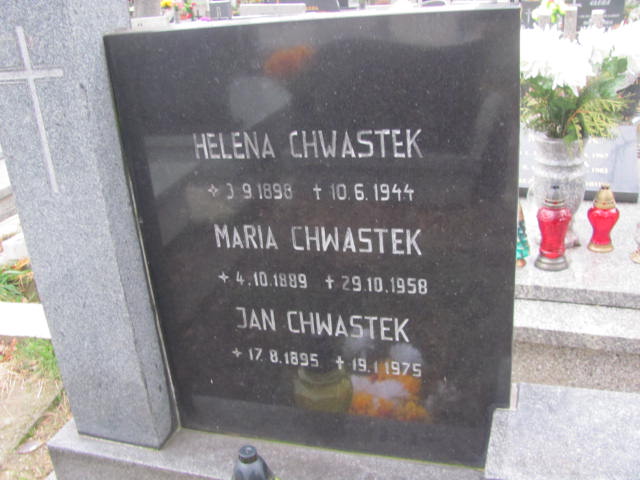 HELENA CHWASTEK
+ 3.9.1898 + 10.6.1944
MARIA CHWASTEK
+ 4.10.1889 + 29.10.1958
JAN CHWASTEK
+ 17.8.1895 + 19.1.1975